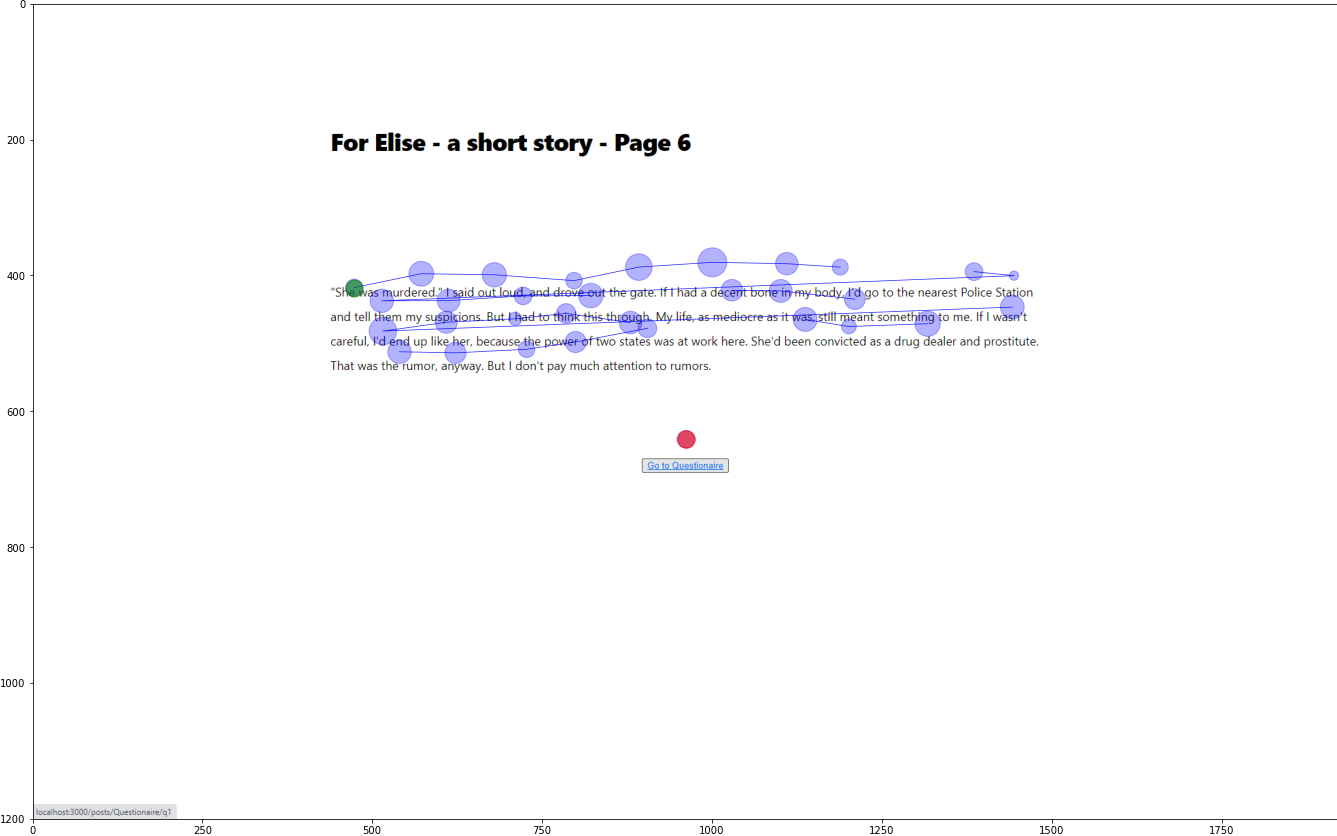 0
200
For Elise - a short story - Page 6
400
"She was murdered." I said out loud, and drove out the gate. If I had a decent bone in my body, I'd go to the nearest Police Station
and tell them my suspicions. But I had to think this through. My life, as mediocre as it was, still meant something to me. If I wasn't
careful, I'd end up like her, because the power of two states was at work here. She'd been convicted as a drug dealer and prostitute.
That was the rumor, anyway. But I don't pay much attention to rumors.
600
Go to Questionaire
800
1000
localhost:3000/posts/Questionaire/q1
1200
0 250 500 750 1000 1250 1500 1750